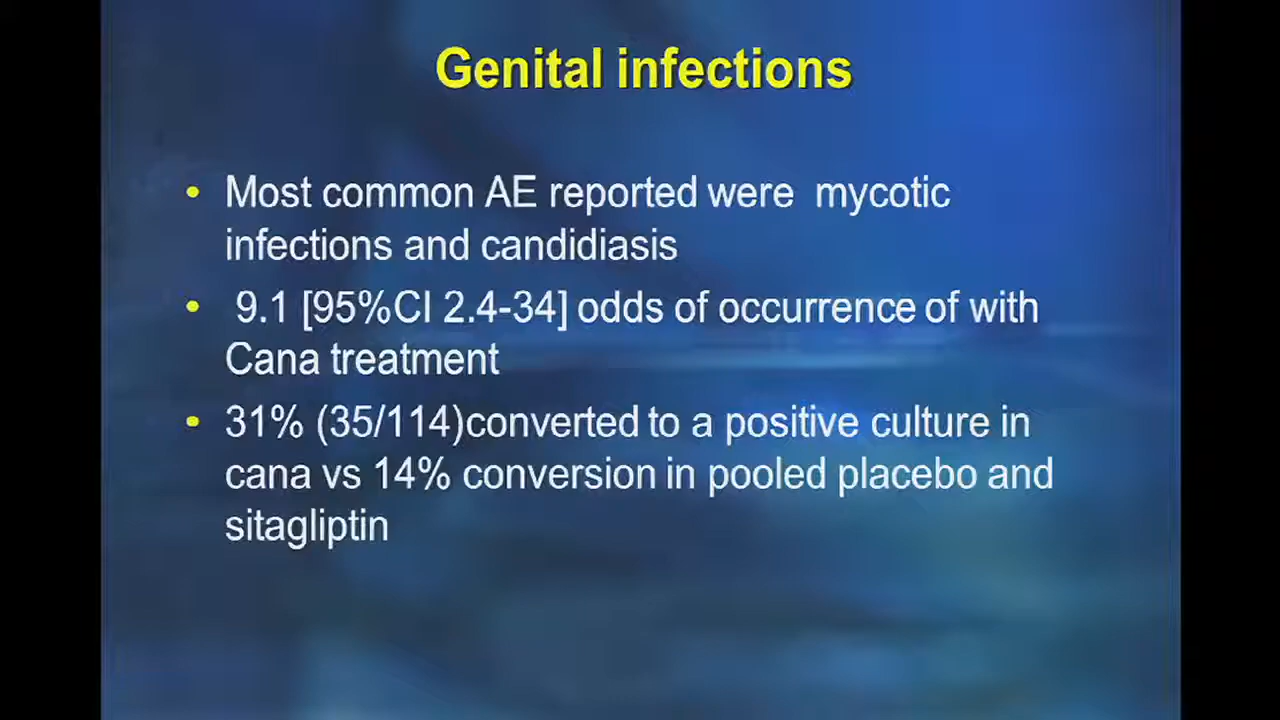 Genital infections
• Most common AE reported were mycotic
infections and candidiasis
• 9.1 [95%CI 2.4-34] odds of occurrence of with
Cana treatment
• 31% (35/114)converted to a positive culture in
cana vs 14% conversion in pooled placebo and
sitagliptin